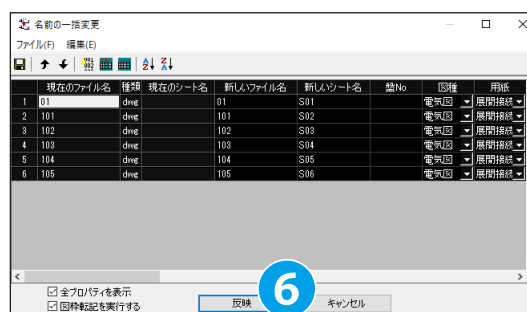 名前の一括変更
ファイル(F) 編集(E)
現在のファイル名 種類 現在のシート名 新しいファイル名 新しいシート名 盤No 図種 用紙
1 01 dwg 01 S01 電気図 展開接続
2 101 dwg 101 S02 電気図 展開接続
3 102 dwg 102 S03 電気図 展開接続
4 103 dwg 103 S04 電気図 展開接続
5 104 dwg 104 S05 電気図 展開接続
6 105 dwg 105 S06 電気図 展開接続
全プロパティを表示
図枠転記を実行する
反映 6 キャンセル